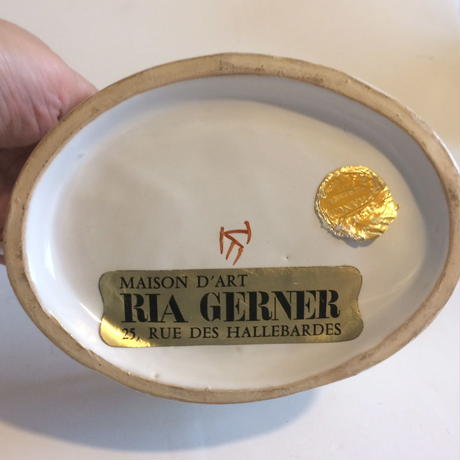 MAISON D'ART
RIA GERNER
25, RUE DES HALLEBARDES